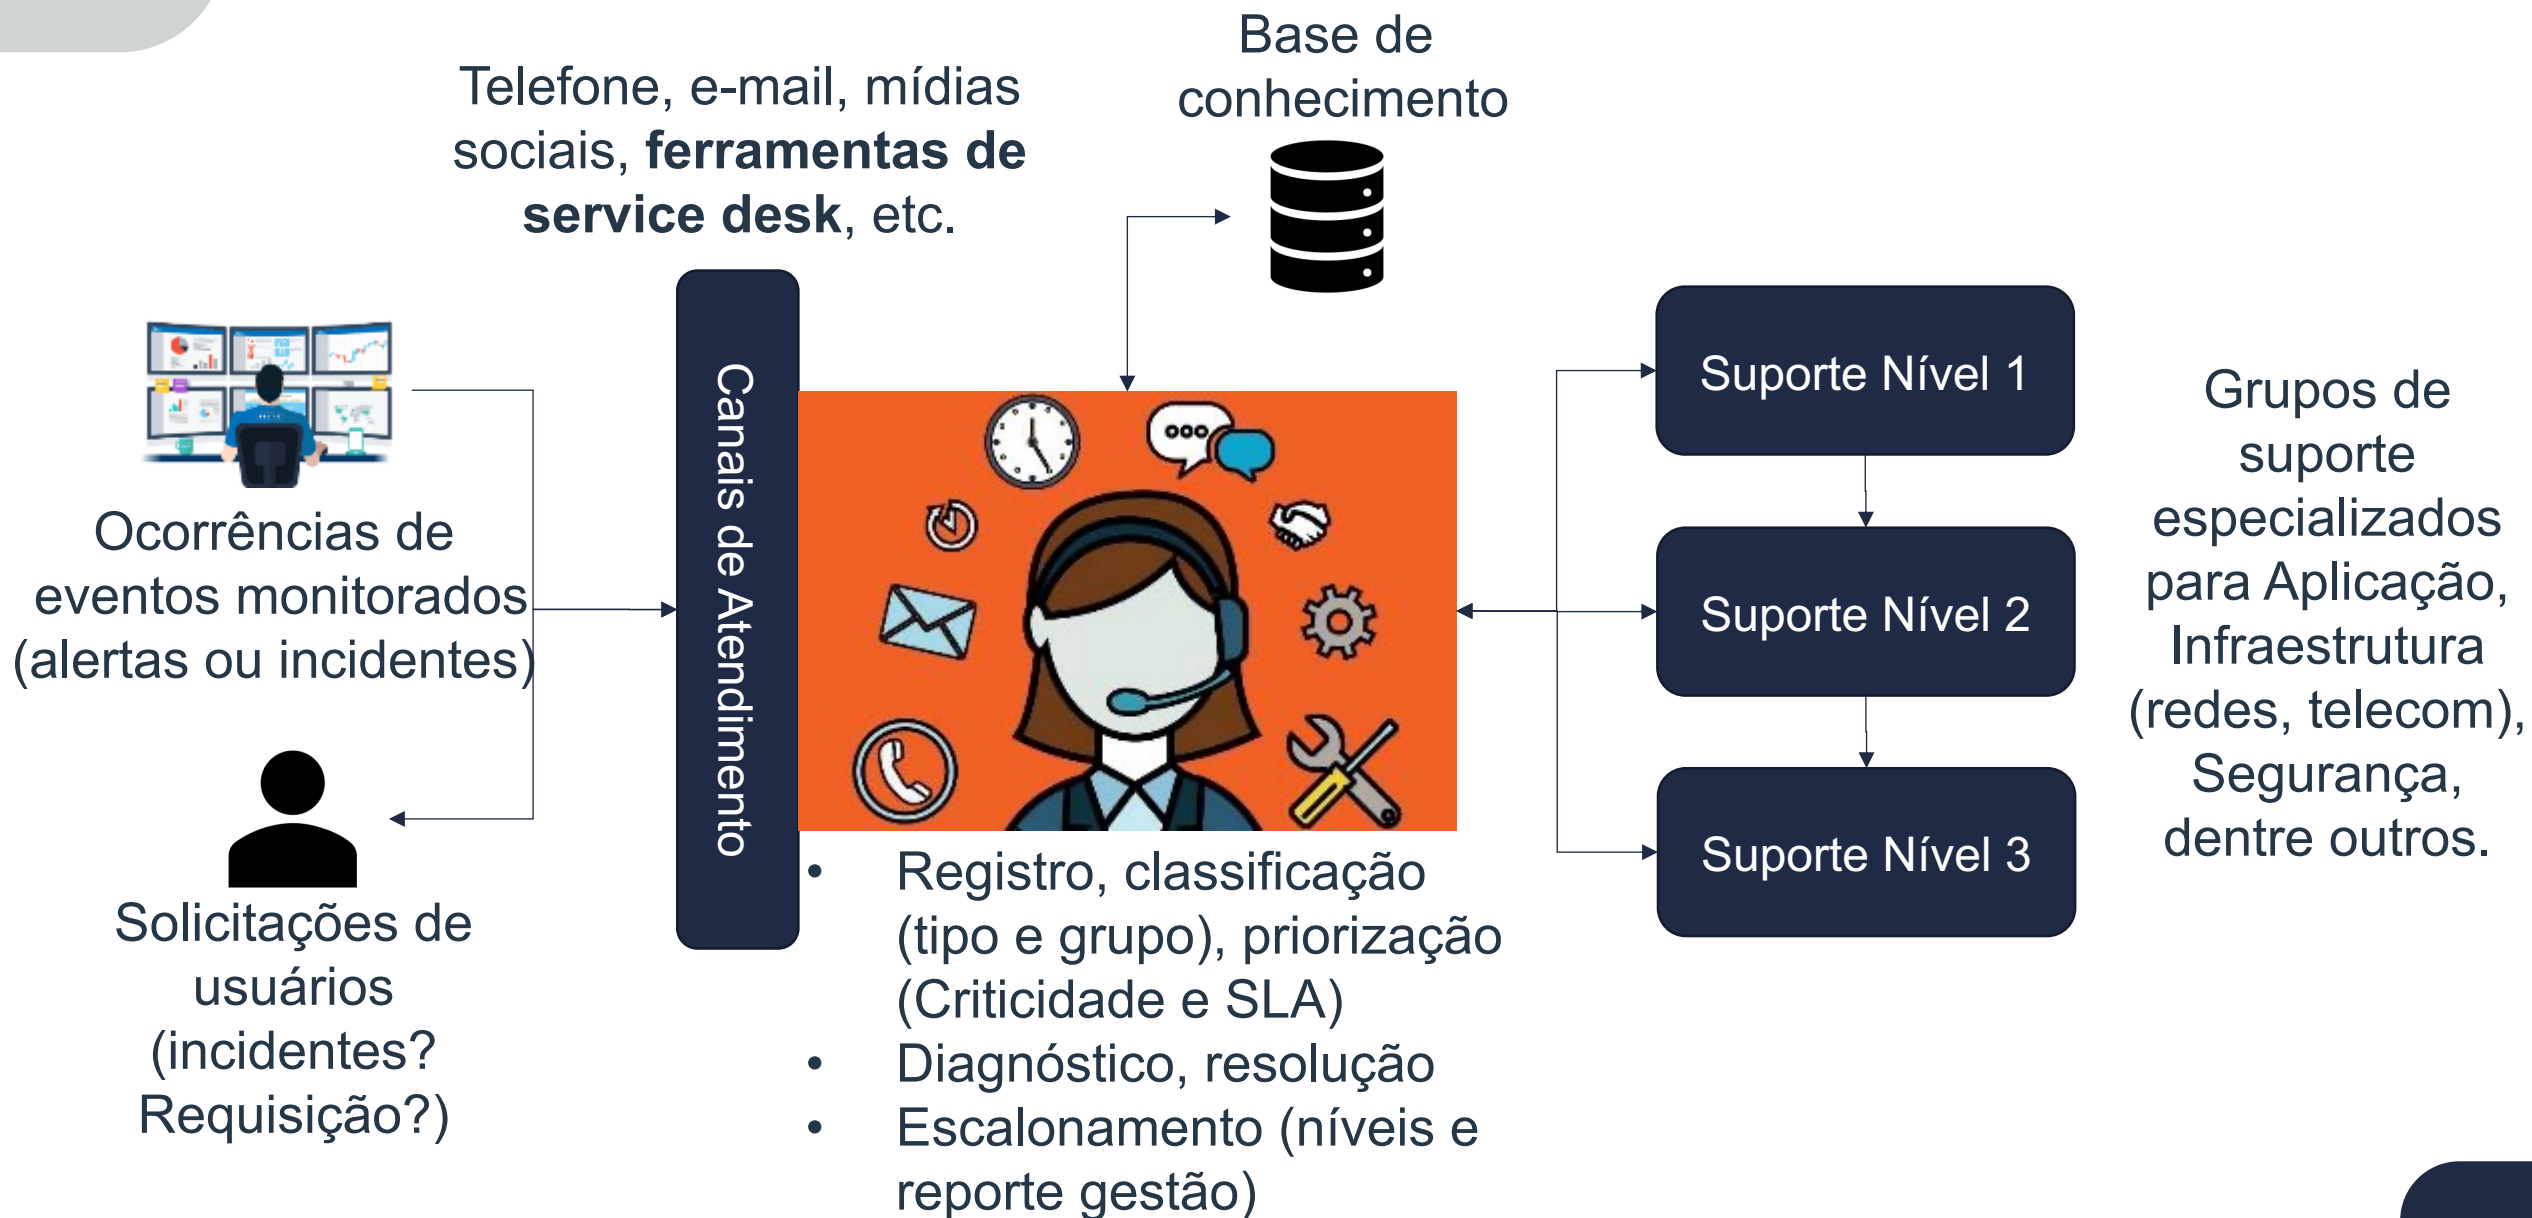 Base de
conhecimento
Telefone, e-mail, mídias
sociais, ferramentas de
service desk, etc.
Ocorrências de
eventos monitorados
(alertas ou incidentes)
Solicitações de
usuários
(incidentes?
Requisição?)
Canais de Atendimento
• Registro, classificação
(tipo e grupo), priorização
(Criticidade e SLA)
• Diagnóstico, resolução
• Escalonamento (níveis e
reporte gestão)
Suporte Nível 1
Suporte Nível 2
Suporte Nível 3
Grupos de
suporte
especializados
para Aplicação,
Infraestrutura
(redes, telecom),
Segurança,
dentre outros.